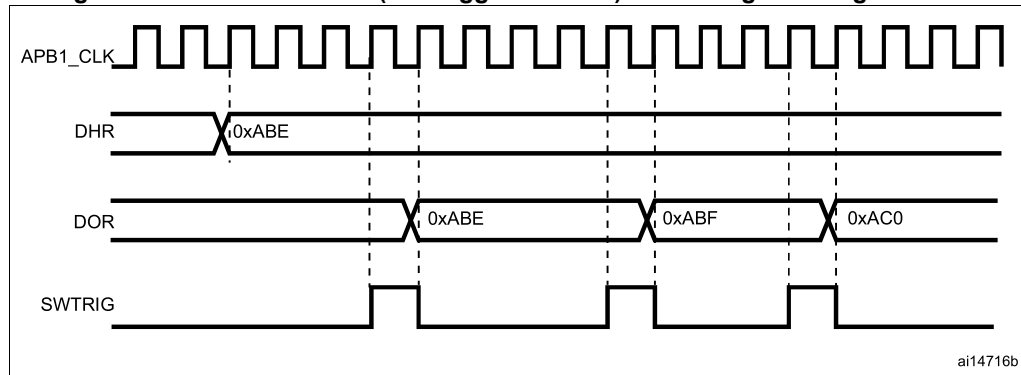 APB1_CLK
DHR
0xABE
DOR
0xABE
0xABF
0xAC0
SWTRIG
ai14716b